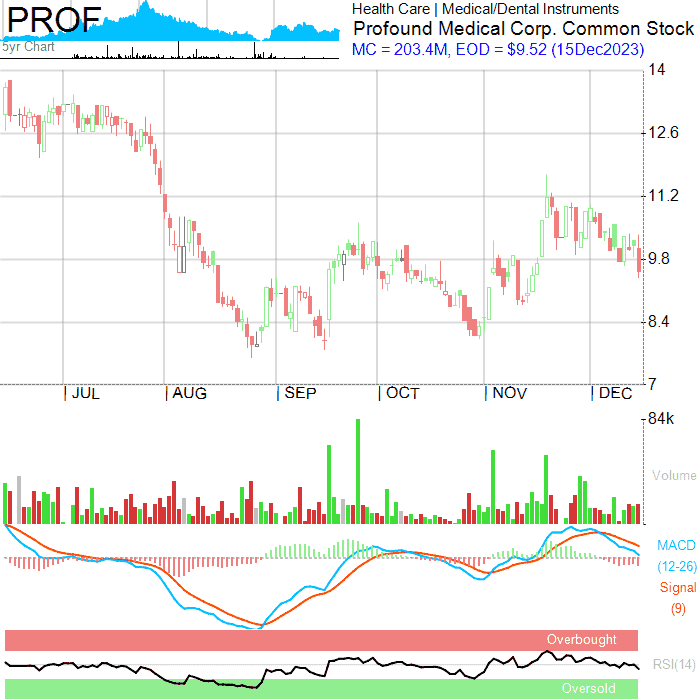 PROF
5yr Chart
Health Care | Medical/Dental Instruments
Profound Medical Corp. Common Stock
MC = 203.4M, EOD = $9.52 (15Dec2023)
14
12.6
11.2
9.8
8.4
7
| JUL | AUG | SEP | OCT | NOV | DEC
84k
Volume
MACD
(12-26)
Signal
(9)
Overbought
RSI(14)
Oversold